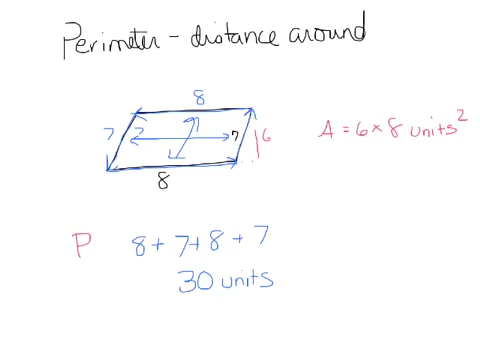 Perimeter - distance around
8
7
7
6
8
A = 6 × 8 units²
P 8 + 7 + 8 + 7
30 units